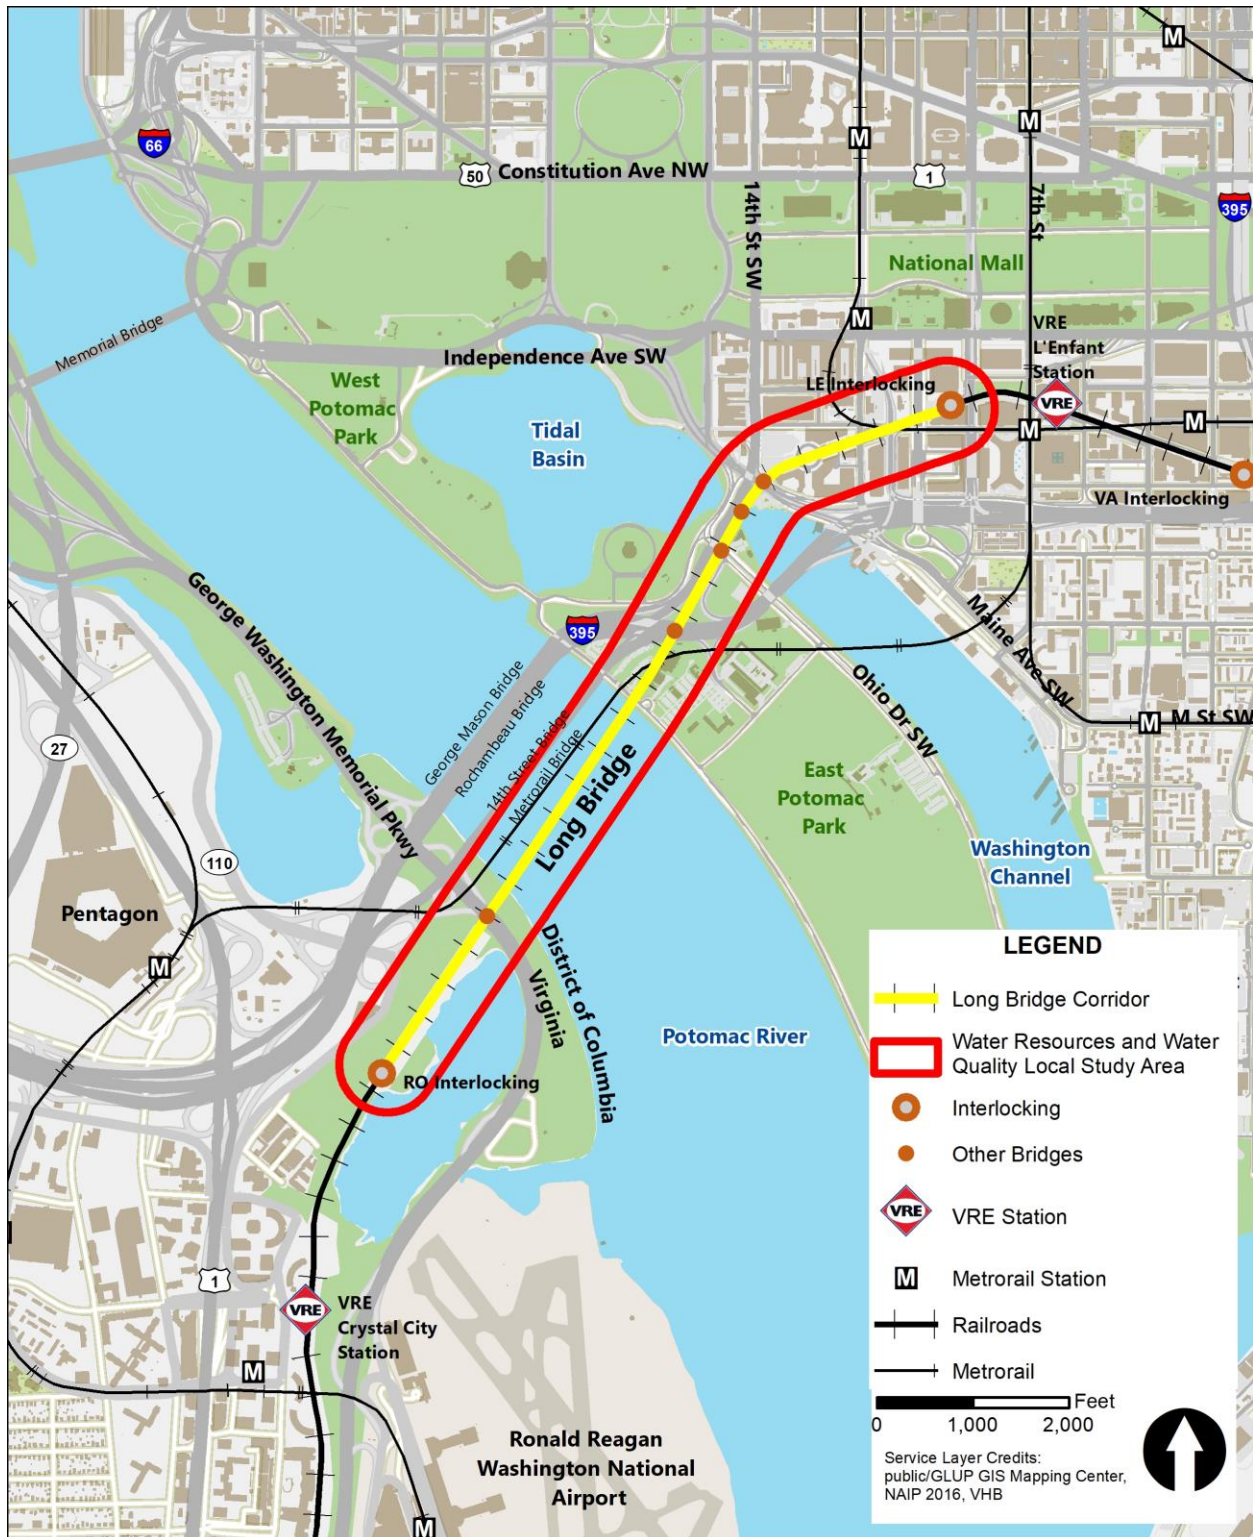 M
M
M
66
50
Constitution Ave NW
1
14th St SW
7th St
395
National Mall
Memorial Bridge
M
VRE
L'Enfant
Station
Independence Ave SW
LE Interlocking
VRE
West
Potomac
Park
Tidal
Basin
M
M
VA Interlocking
George Washington Memorial Pkwy
395
Maine Ave SW
Ohio Dr SW
M
M St SW
George Mason Bridge
Rochambeau Bridge
14th Street Bridge
Metrorail Bridge
Long Bridge
27
East
Potomac
Park
110
Washington
Channel
Pentagon
M
District of Columbia
Virginia
Potomac River
RO Interlocking
1
VRE
VRE
Crystal City
Station
M
Ronald Reagan
Washington National
Airport
M
LEGEND
Long Bridge Corridor
Water Resources and Water
Quality Local Study Area
Interlocking
Other Bridges
VRE
VRE Station
M
Metrorail Station
Railroads
Metrorail
Feet
0 1,000 2,000
Service Layer Credits:
public/GLUP GIS Mapping Center,
NAIP 2016, VHB